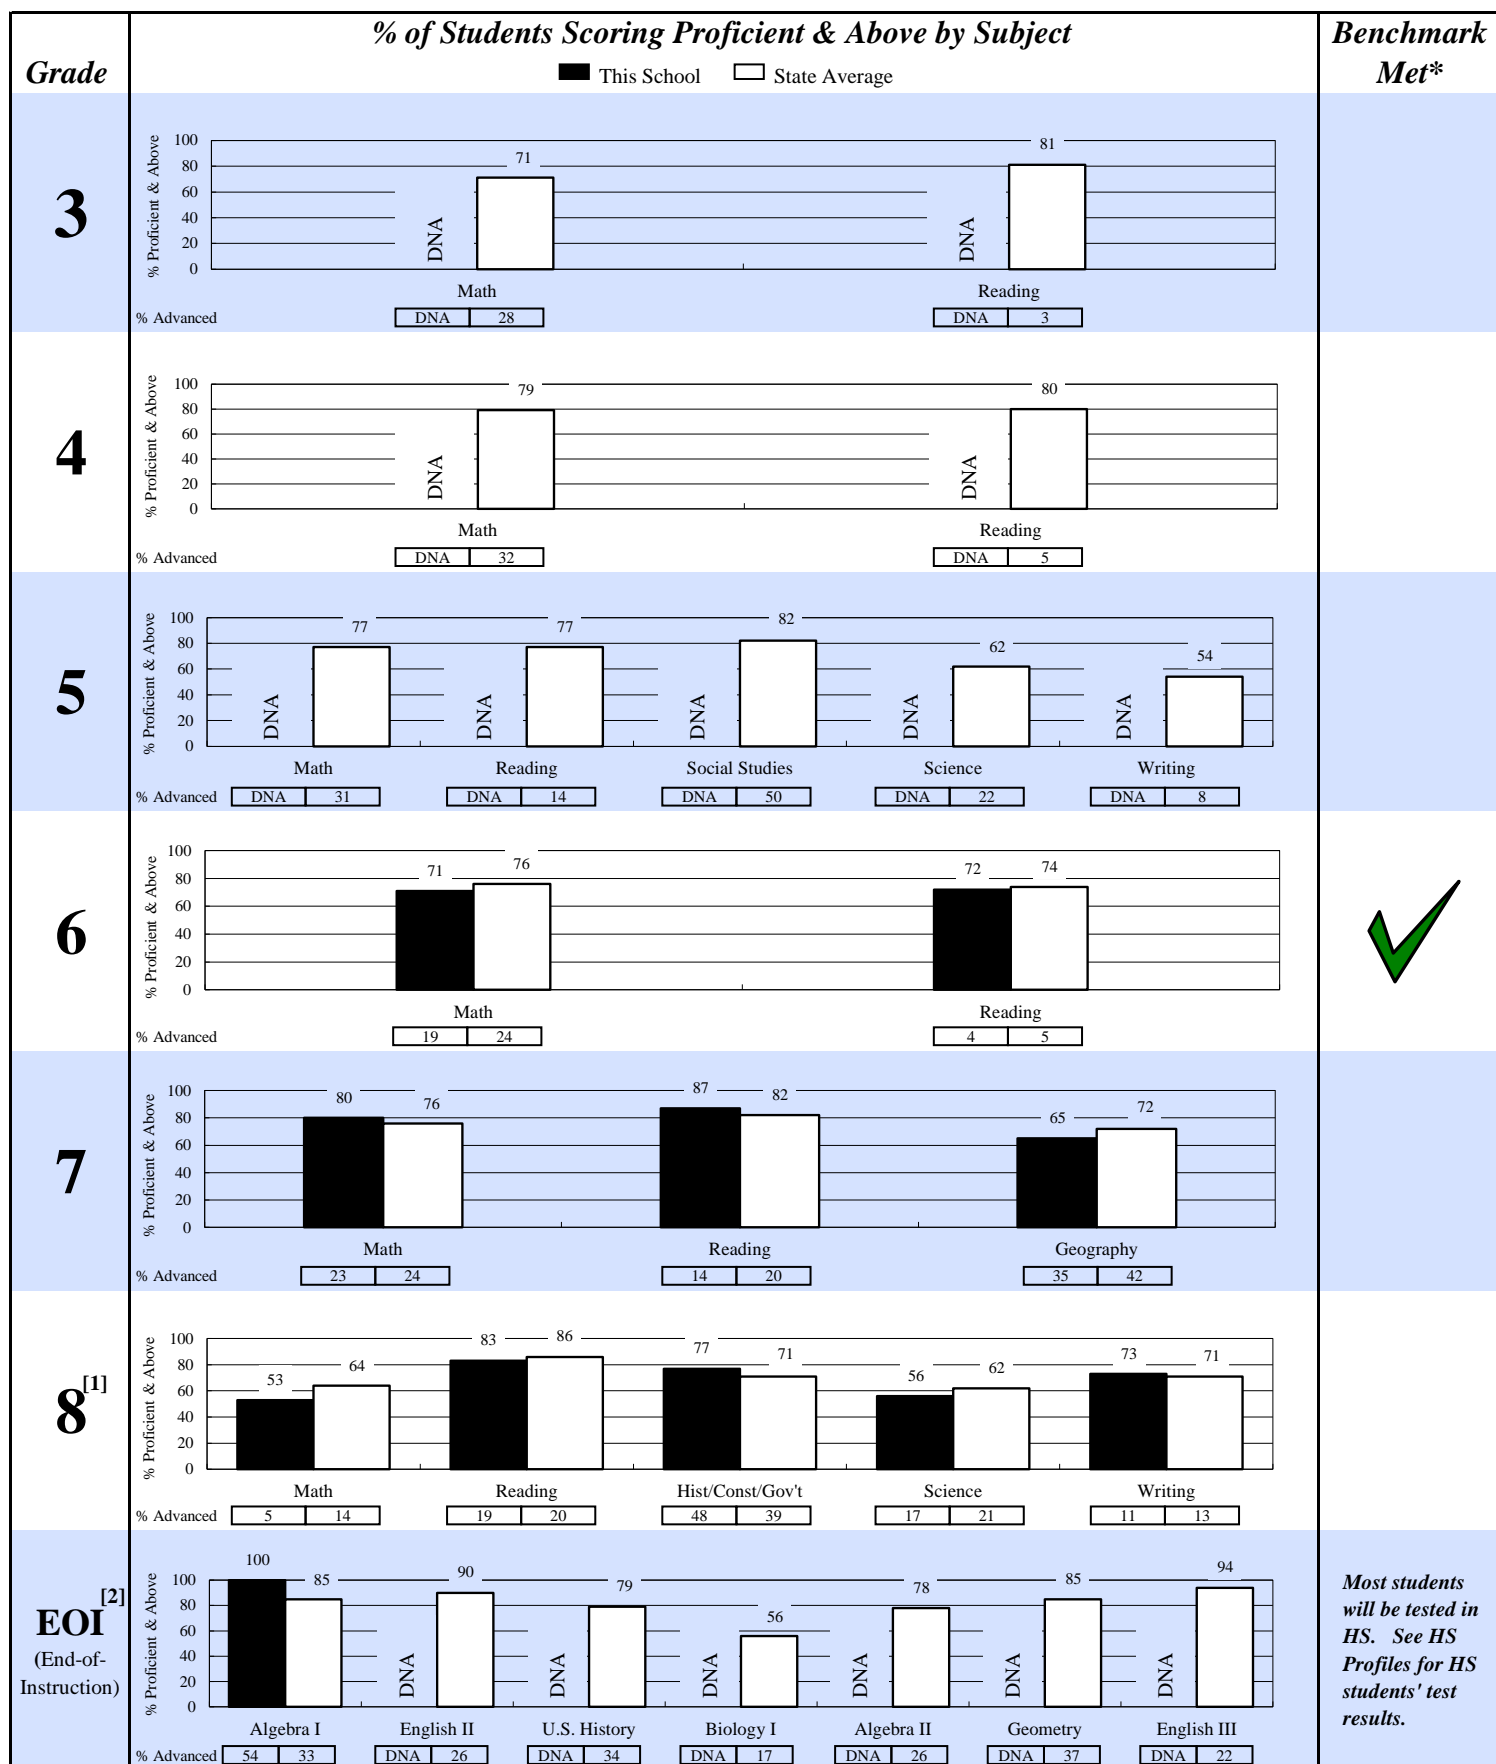 % of Students Scoring Proficient & Above by Subject
Benchmark
Met*
Grade
This School State Average
3
% Proficient & Above
100
80
60
40
20
0
DNA 71 DNA 81
Math Reading
% Advanced DNA 28 DNA 3
4
% Proficient & Above
100
80
60
40
20
0
DNA 79 DNA 80
Math Reading
% Advanced DNA 32 DNA 5
5
% Proficient & Above
100
80
60
40
20
0
DNA 77 DNA 77 DNA 82 DNA 62 DNA 54
Math Reading Social Studies Science Writing
% Advanced DNA 31 DNA 14 DNA 50 DNA 22 DNA 8
6
% Proficient & Above
100
80
60
40
20
0
71 76 72 74
Math Reading
% Advanced 19 24 4 5
7
% Proficient & Above
100
80
60
40
20
0
80 76 87 82 65 72
Math Reading Geography
% Advanced 23 24 14 20 35 42
8[1]
% Proficient & Above
100
80
60
40
20
0
53 64 83 86 77 71 56 62 73 71
Math Reading Hist/Const/Gov't Science Writing
% Advanced 5 14 19 20 48 39 17 21 11 13
EOI[2]
(End-of-
Instruction)
% Proficient & Above
100
80
60
40
20
0
100 85 DNA 90 DNA 79 DNA 56 DNA 78 DNA 85 DNA 94
Algebra I English II U.S. History Biology I Algebra II Geometry English III
% Advanced 54 33 DNA 26 DNA 34 DNA 17 DNA 26 DNA 37 DNA 22
Most students
will be tested in
HS. See HS
Profiles for HS
students' test
results.